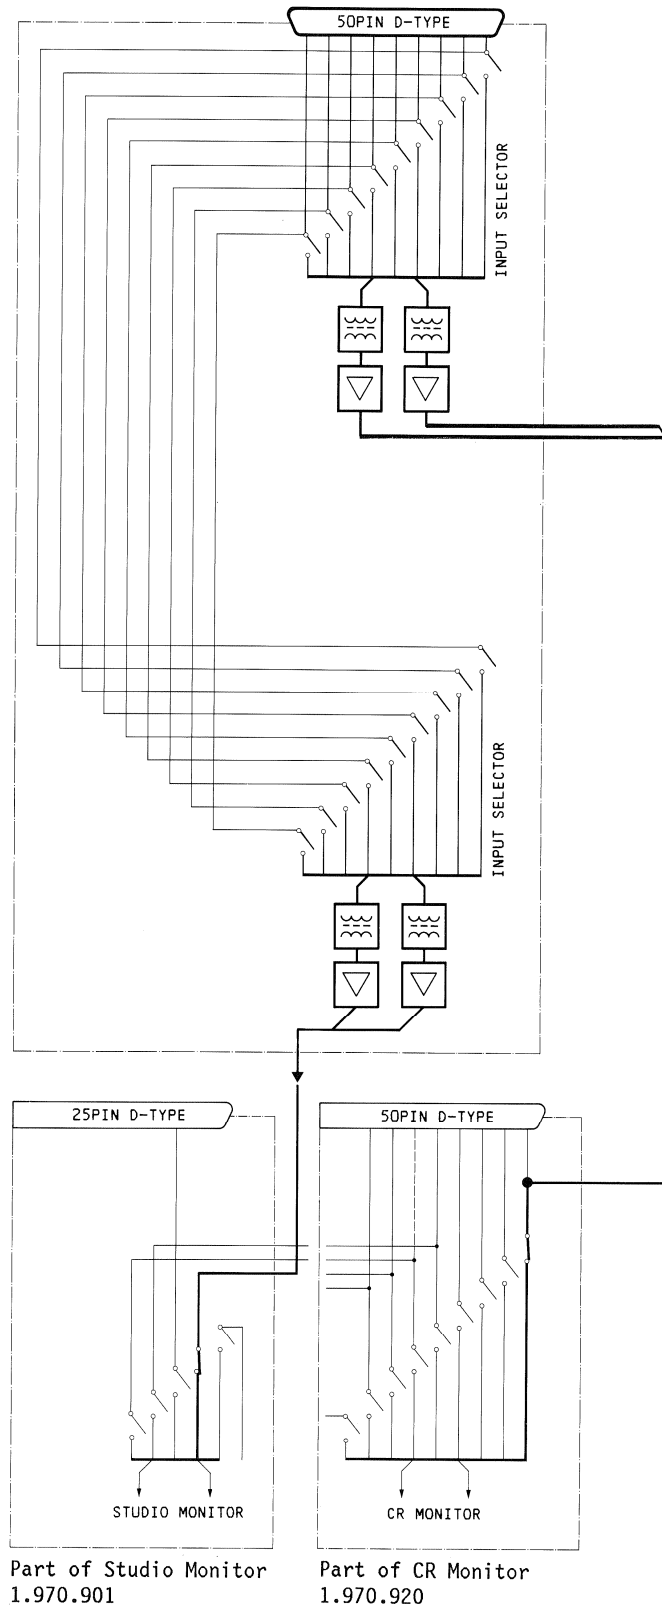 50PIN D-TYPE
INPUT SELECTOR
INPUT SELECTOR
25PIN D-TYPE
50PIN D-TYPE
STUDIO MONITOR
CR MONITOR
Part of Studio Monitor
1.970.901
Part of CR Monitor
1.970.920